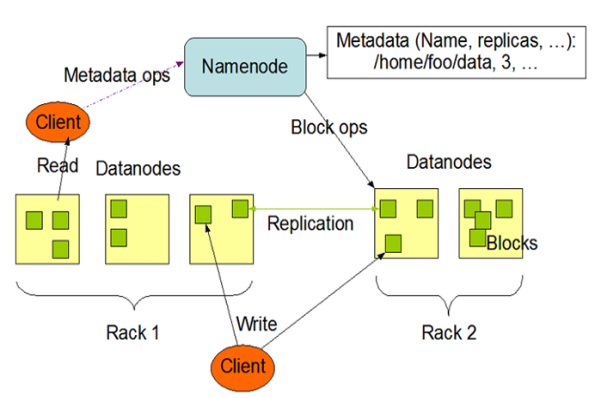 Metadata (Name, replicas, …):
/home/foo/data, 3, …
Namenode
Metadata ops
Client
Block ops
Read
Datanodes
Datanodes
Replication
Blocks
Rack 1
Write
Rack 2
Client